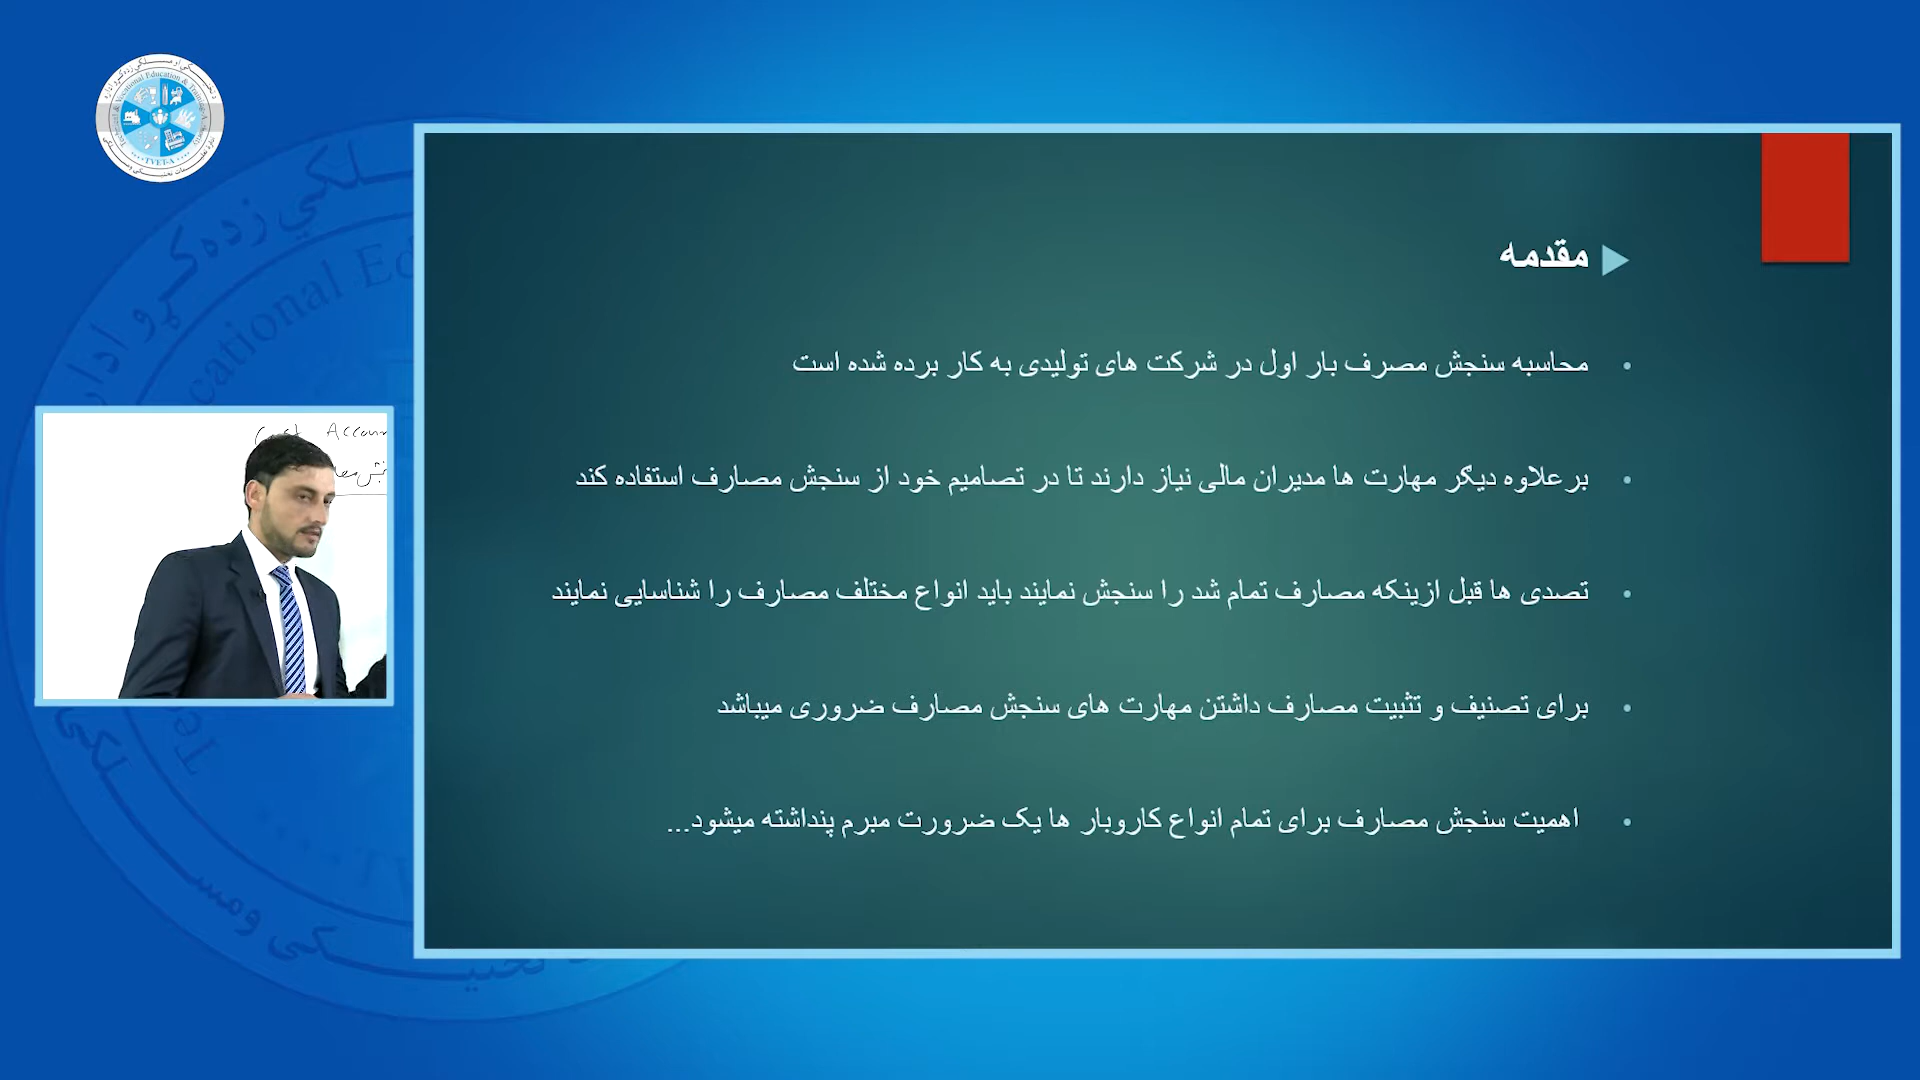 مقدمه
محاسبه سنجش مصرف بار اول در شرکت های تولیدی به کار برده شده است
برعلاوه دیگر مهارت ها مدیران مالی نیاز دارند تا در تصامیم خود از سنجش مصارف استفاده کند
تصدی ها قبل ازینکه مصارف تمام شد را سنجش نمایند باید انواع مختلف مصارف را شناسایی نمایند
برای تصنیف و تثبیت مصارف داشتن مهارت های سنجش مصارف ضروری میباشد
اهمیت سنجش مصارف برای تمام انواع کاروبار ها یک ضرورت مبرم پنداشته میشود...
TVET-A